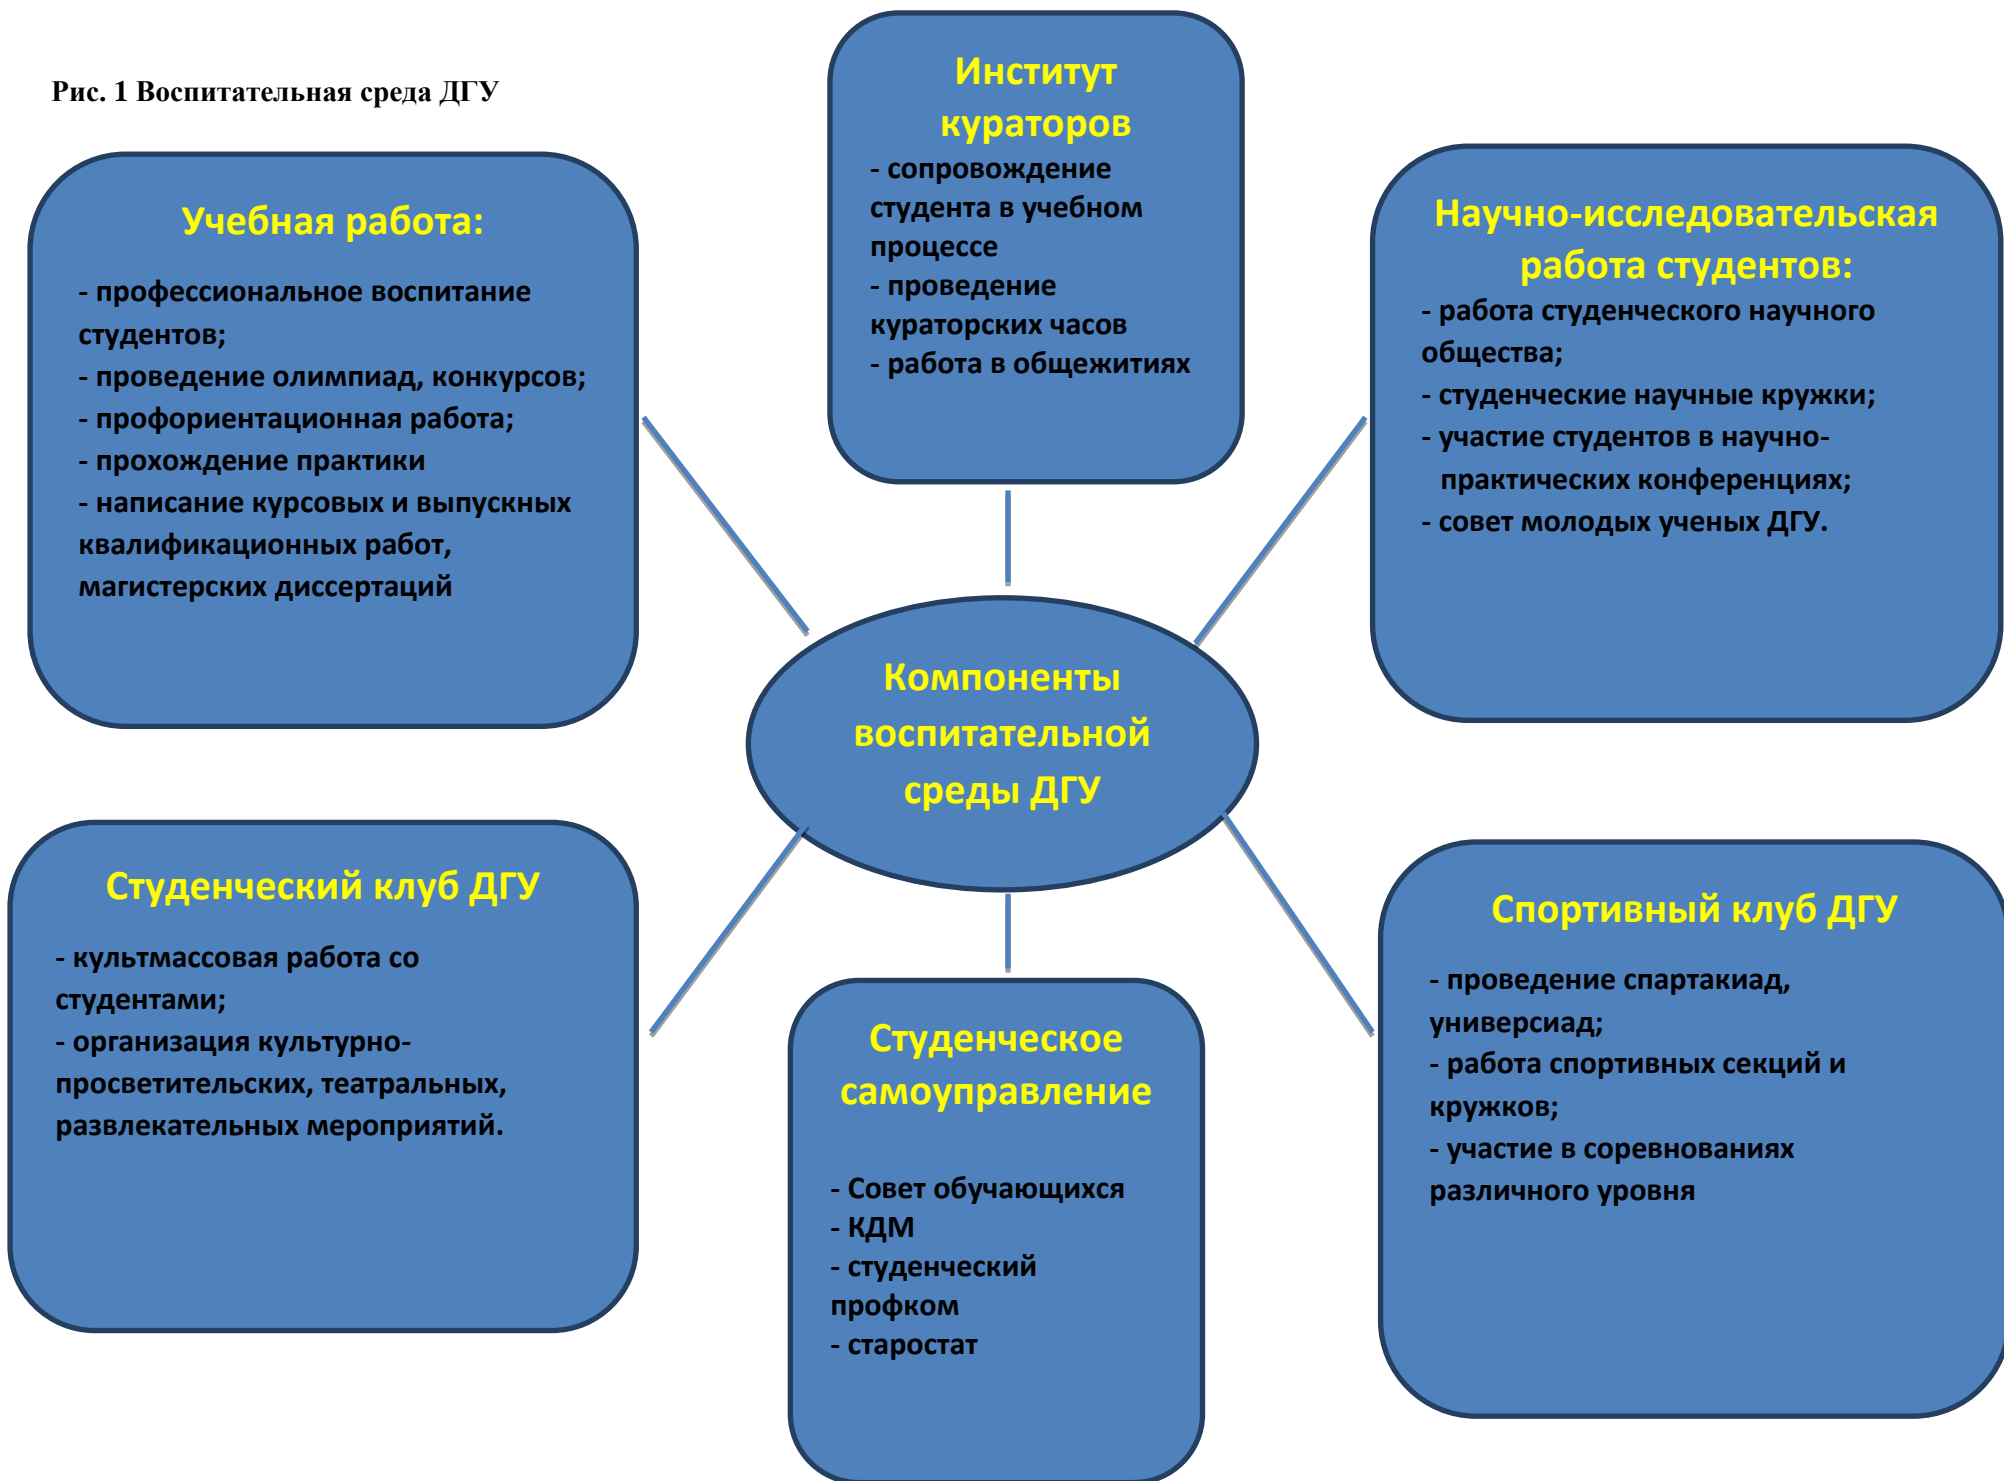 Рис. 1 Воспитательная среда ДГУ
Институт
кураторов
- сопровождение
студента в учебном
процессе
- проведение
кураторских часов
- работа в общежитиях
Учебная работа:
- профессиональное воспитание
студентов;
- проведение олимпиад, конкурсов;
- профориентационная работа;
- прохождение практики
- написание курсовых и выпускных
квалификационных работ,
магистерских диссертаций
Научно-исследовательская
работа студентов:
- работа студенческого научного
общества;
- студенческие научные кружки;
- участие студентов в научно-
практических конференциях;
- совет молодых ученых ДГУ.
Компоненты
воспитательной
среды ДГУ
Студенческий клуб ДГУ
- культмассовая работа со
студентами;
- организация культурно-
просветительских, театральных,
развлекательных мероприятий.
Студенческое
самоуправление
- Совет обучающихся
- КДМ
- студенческий
профком
- старостат
Спортивный клуб ДГУ
- проведение спартакиад,
универсиад;
- работа спортивных секций и
кружков;
- участие в соревнованиях
различного уровня